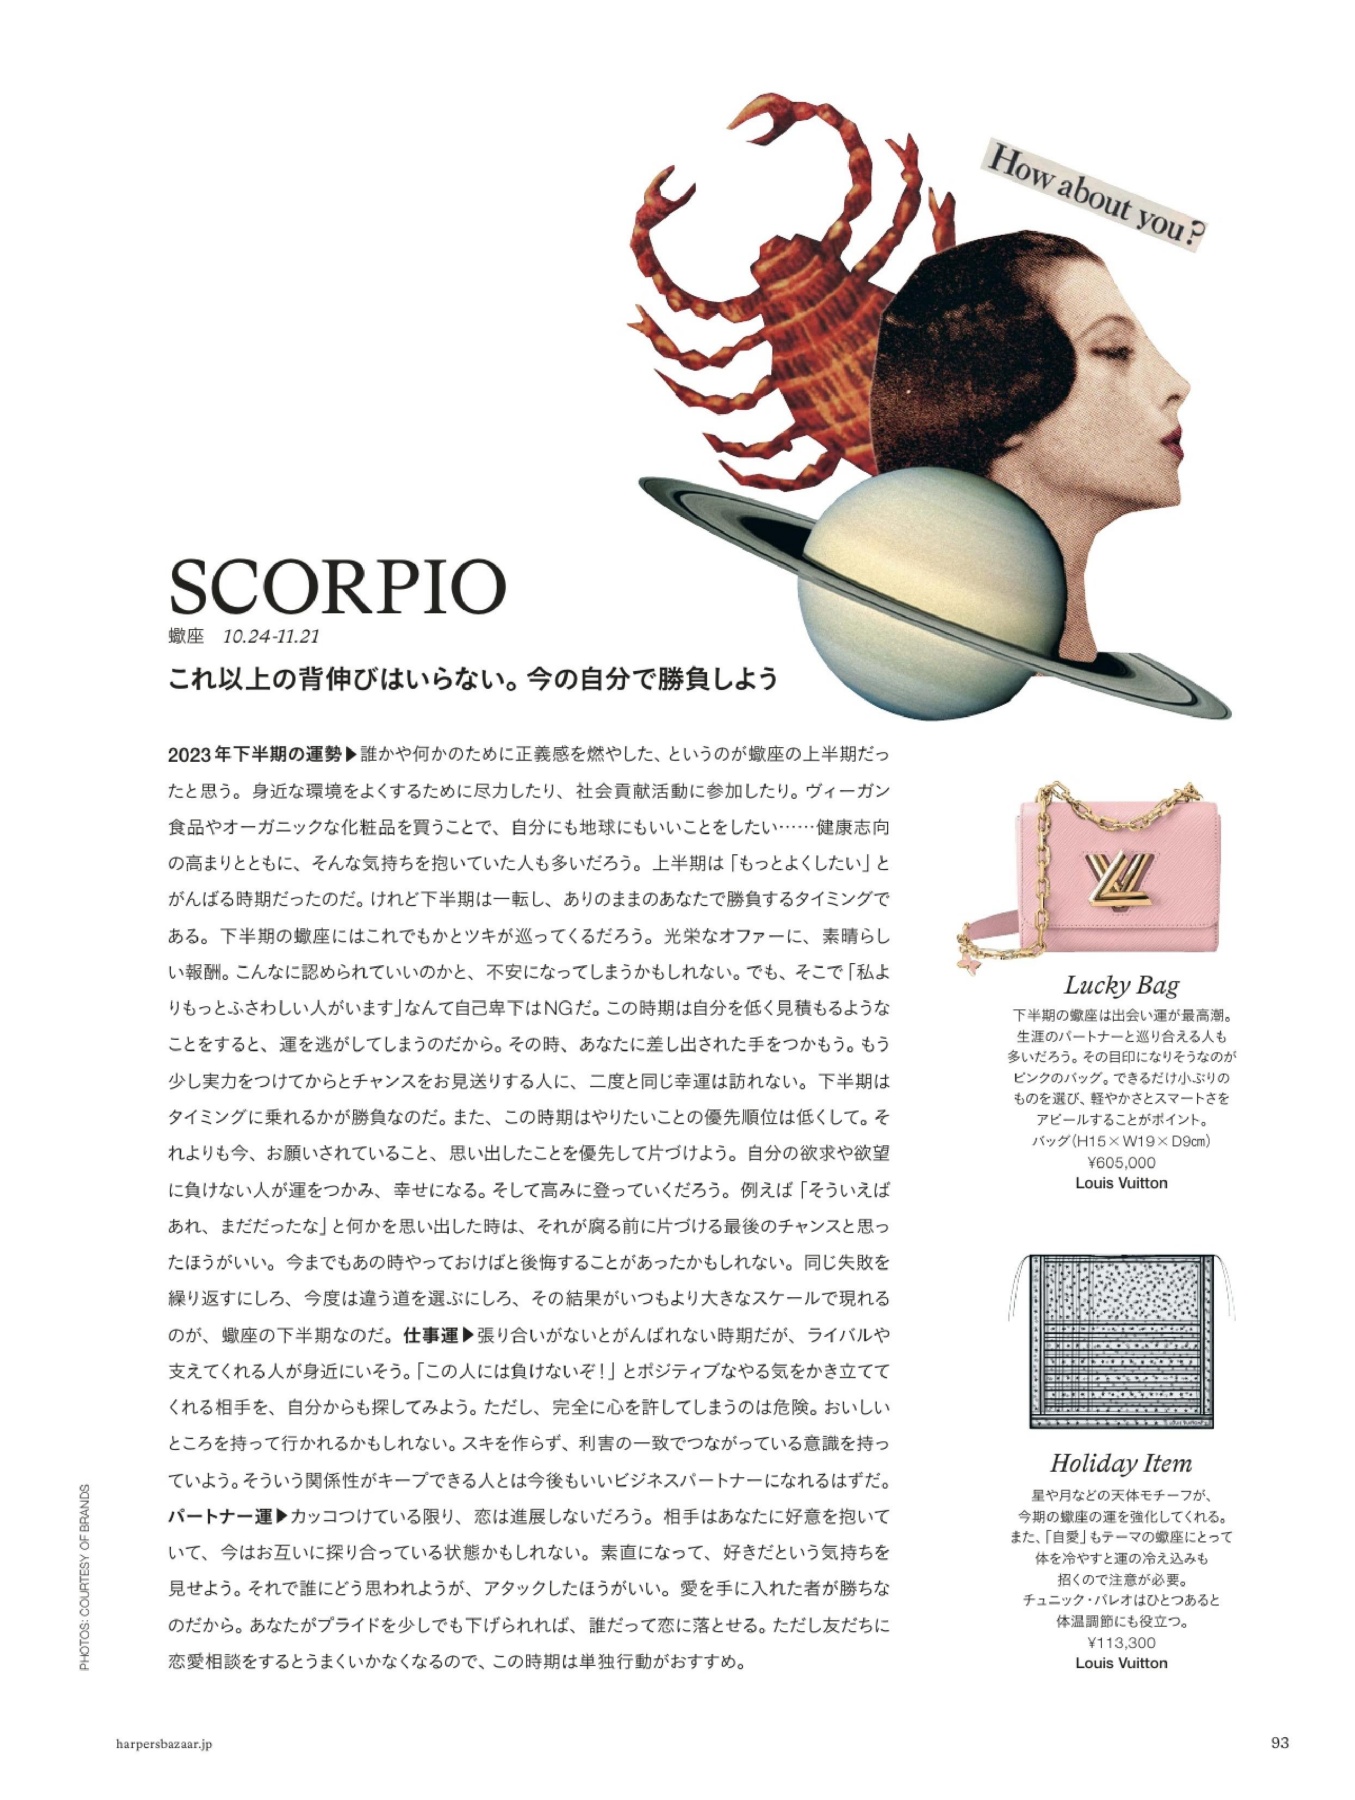 How about you?
SCORPIO
蠍座 10.24-11.21
これ以上の背伸びはいらない。今の自分で勝負しよう
2023年下半期の運勢▶誰かや何かのために正義感を燃やした、というのが蠍座の上半期だっ
たと思う。身近な環境をよくするために尽力したり、社会貢献活動に参加したり。ヴィーガン
食品やオーガニックな化粧品を買うことで、自分にも地球にもいいことをしたい……健康志向
の高まりとともに、そんな気持ちを抱いていた人も多いだろう。上半期は「もっとよくしたい」と
がんばる時期だったのだ。けれど下半期は一転し、ありのままのあなたで勝負するタイミングで
ある。下半期の蠍座にはこれでもかとツキが巡ってくるだろう。光栄なオファーに、素晴らし
い報酬。こんなに認められていいのかと、不安になってしまうかもしれない。でも、そこで「私よ
りもっとふさわしい人がいます」なんて自己卑下はNGだ。この時期は自分を低く見積もるような
ことをすると、運を逃がしてしまうのだから。その時、あなたに差し出された手をつかもう。もう
少し実力をつけてからとチャンスをお見送りする人に、二度と同じ幸運は訪れない。下半期は
タイミングに乗れるかが勝負なのだ。また、この時期はやりたいことの優先順位は低くして。そ
れよりも今、お願いされていること、思い出したことを優先して片づけよう。自分の欲求や欲望
に負けない人が運をつかみ、幸せになる。そして高みに登っていくだろう。例えば「そういえば
あれ、まだだったな」と何かを思い出した時は、それが腐る前に片づける最後のチャンスと思っ
たほうがいい。今までもあの時やっておけばと後悔することがあったかもしれない。同じ失敗を
繰り返すにしろ、今度は違う道を選ぶにしろ、その結果がいつもより大きなスケールで現れる
のが、蠍座の下半期なのだ。仕事運▶張り合いがないとがんばれない時期だが、ライバルや
支えてくれる人が身近にいそう。「この人には負けないぞ！」とポジティブなやる気をかき立てて
くれる相手を、自分からも探してみよう。ただし、完全に心を許してしまうのは危険。おいしい
ところを持って行かれるかもしれない。スキを作らず、利害の一致でつながっている意識を持っ
ていよう。そういう関係性がキープできる人とは今後もいいビジネスパートナーになれるはずだ。
パートナー運▶カッコつけている限り、恋は進展しないだろう。相手はあなたに好意を抱いて
いて、今はお互いに探り合っている状態かもしれない。素直になって、好きだという気持ちを
見せよう。それで誰にどう思われようが、アタックしたほうがいい。愛を手に入れた者が勝ちな
のだから。あなたがプライドを少しでも下げられれば、誰だって恋に落とせる。ただし友だちに
恋愛相談をするとうまくいかなくなるので、この時期は単独行動がおすすめ。
Lucky Bag
下半期の蠍座は出会い運が最高潮。
生涯のパートナーと巡り合える人も
多いだろう。その目印になりそうなのが
ピンクのバッグ。できるだけ小ぶりの
ものを選び、軽やかさとスマートさを
アピールすることがポイント。
バッグ（H15×W19×D9㎝）
¥605,000
Louis Vuitton
Holiday Item
星や月などの天体モチーフが、
今期の蠍座の運を強化してくれる。
また、「自愛」もテーマの蠍座にとって
体を冷やすと運の冷え込みも
招くので注意が必要。
チュニック・パレオはひとつあると
体温調節にも役立つ。
¥113,300
Louis Vuitton
PHOTOS: COURTESY OF BRANDS
harpersbazaar.jp
93